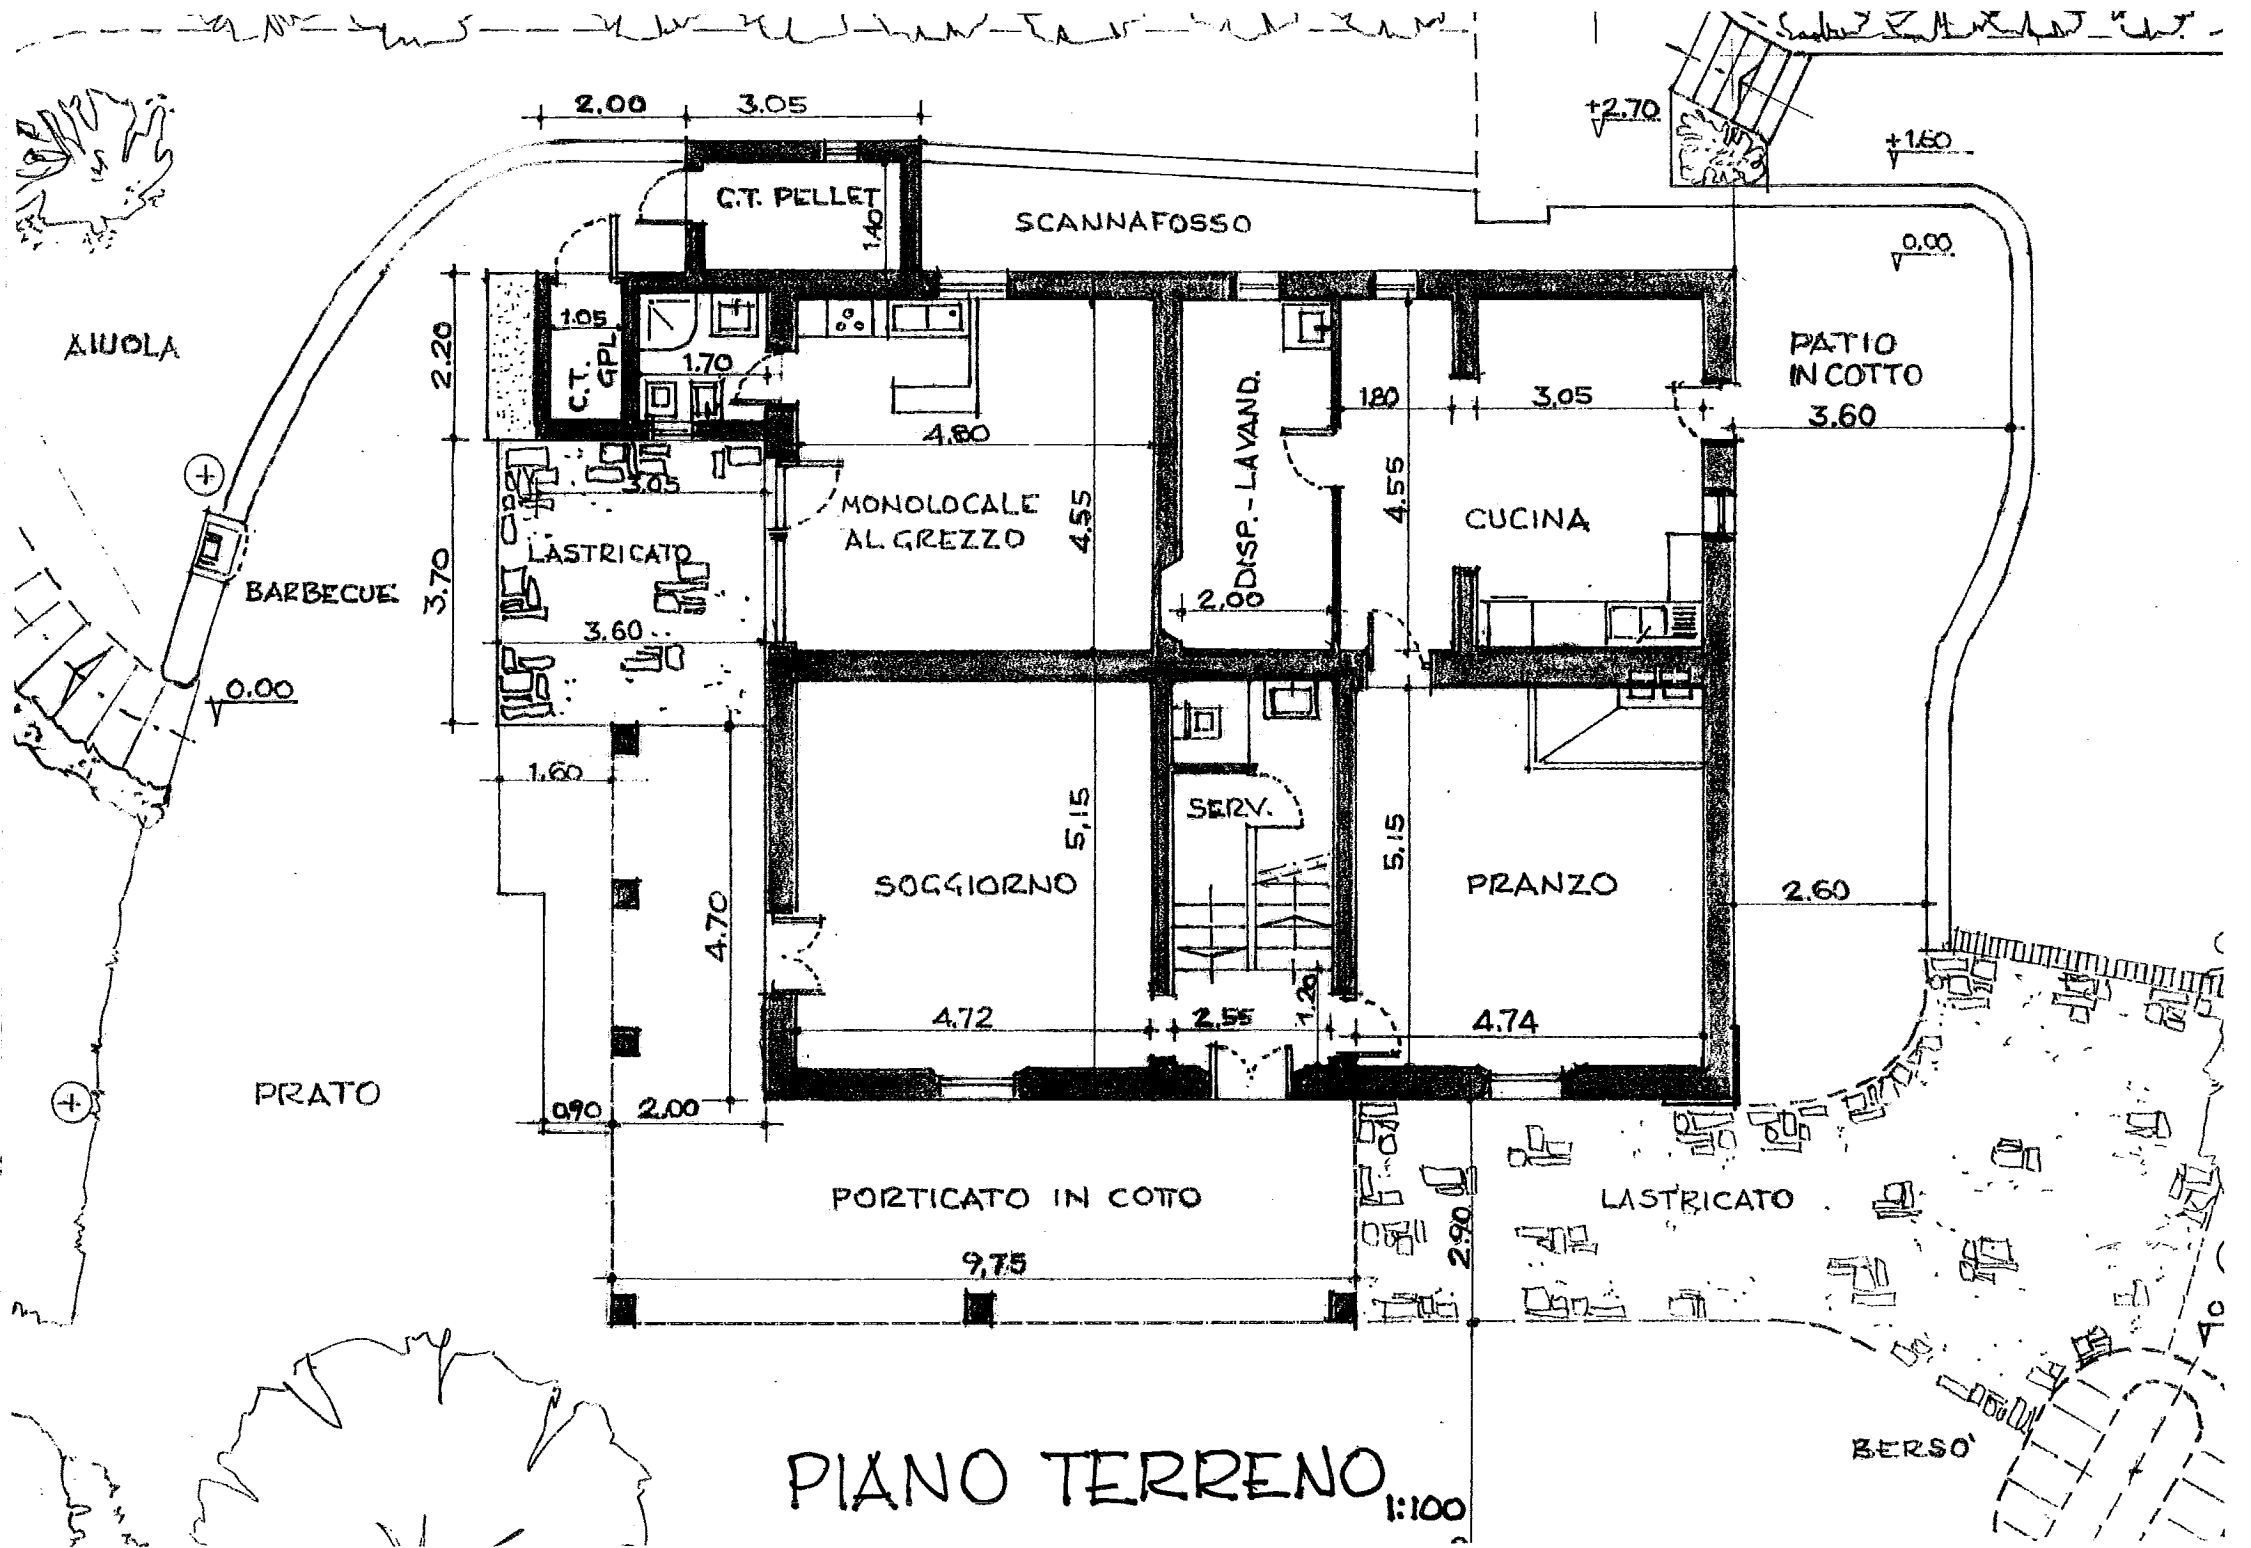 2.00
3.05
+2.70
+1.60
C.T. PELLET
1.40
SCANNAFOSSO
0.00
AIUOLA
2.20
1.05
C.T.
GPL
1.70
4.80
DISP.-LAVAND.
1.80
3.05
PATIO
IN COTTO
3.60
3.05
MONOLOCALE
AL GREZZO
4.55
4.55
CUCINA
LASTRICATO
3.70
BARBECUE
3.60
2,00
0.00
1.60
SERV.
5,15
5,15
SOGGIORNO
PRANZO
2.60
4.70
4.72
2.55
1.20
4.74
PRATO
0.90
2.00
PORTICATO IN COTTO
LASTRICATO
2.90
9,75
BERSO'
PIANO TERRENO
1:100